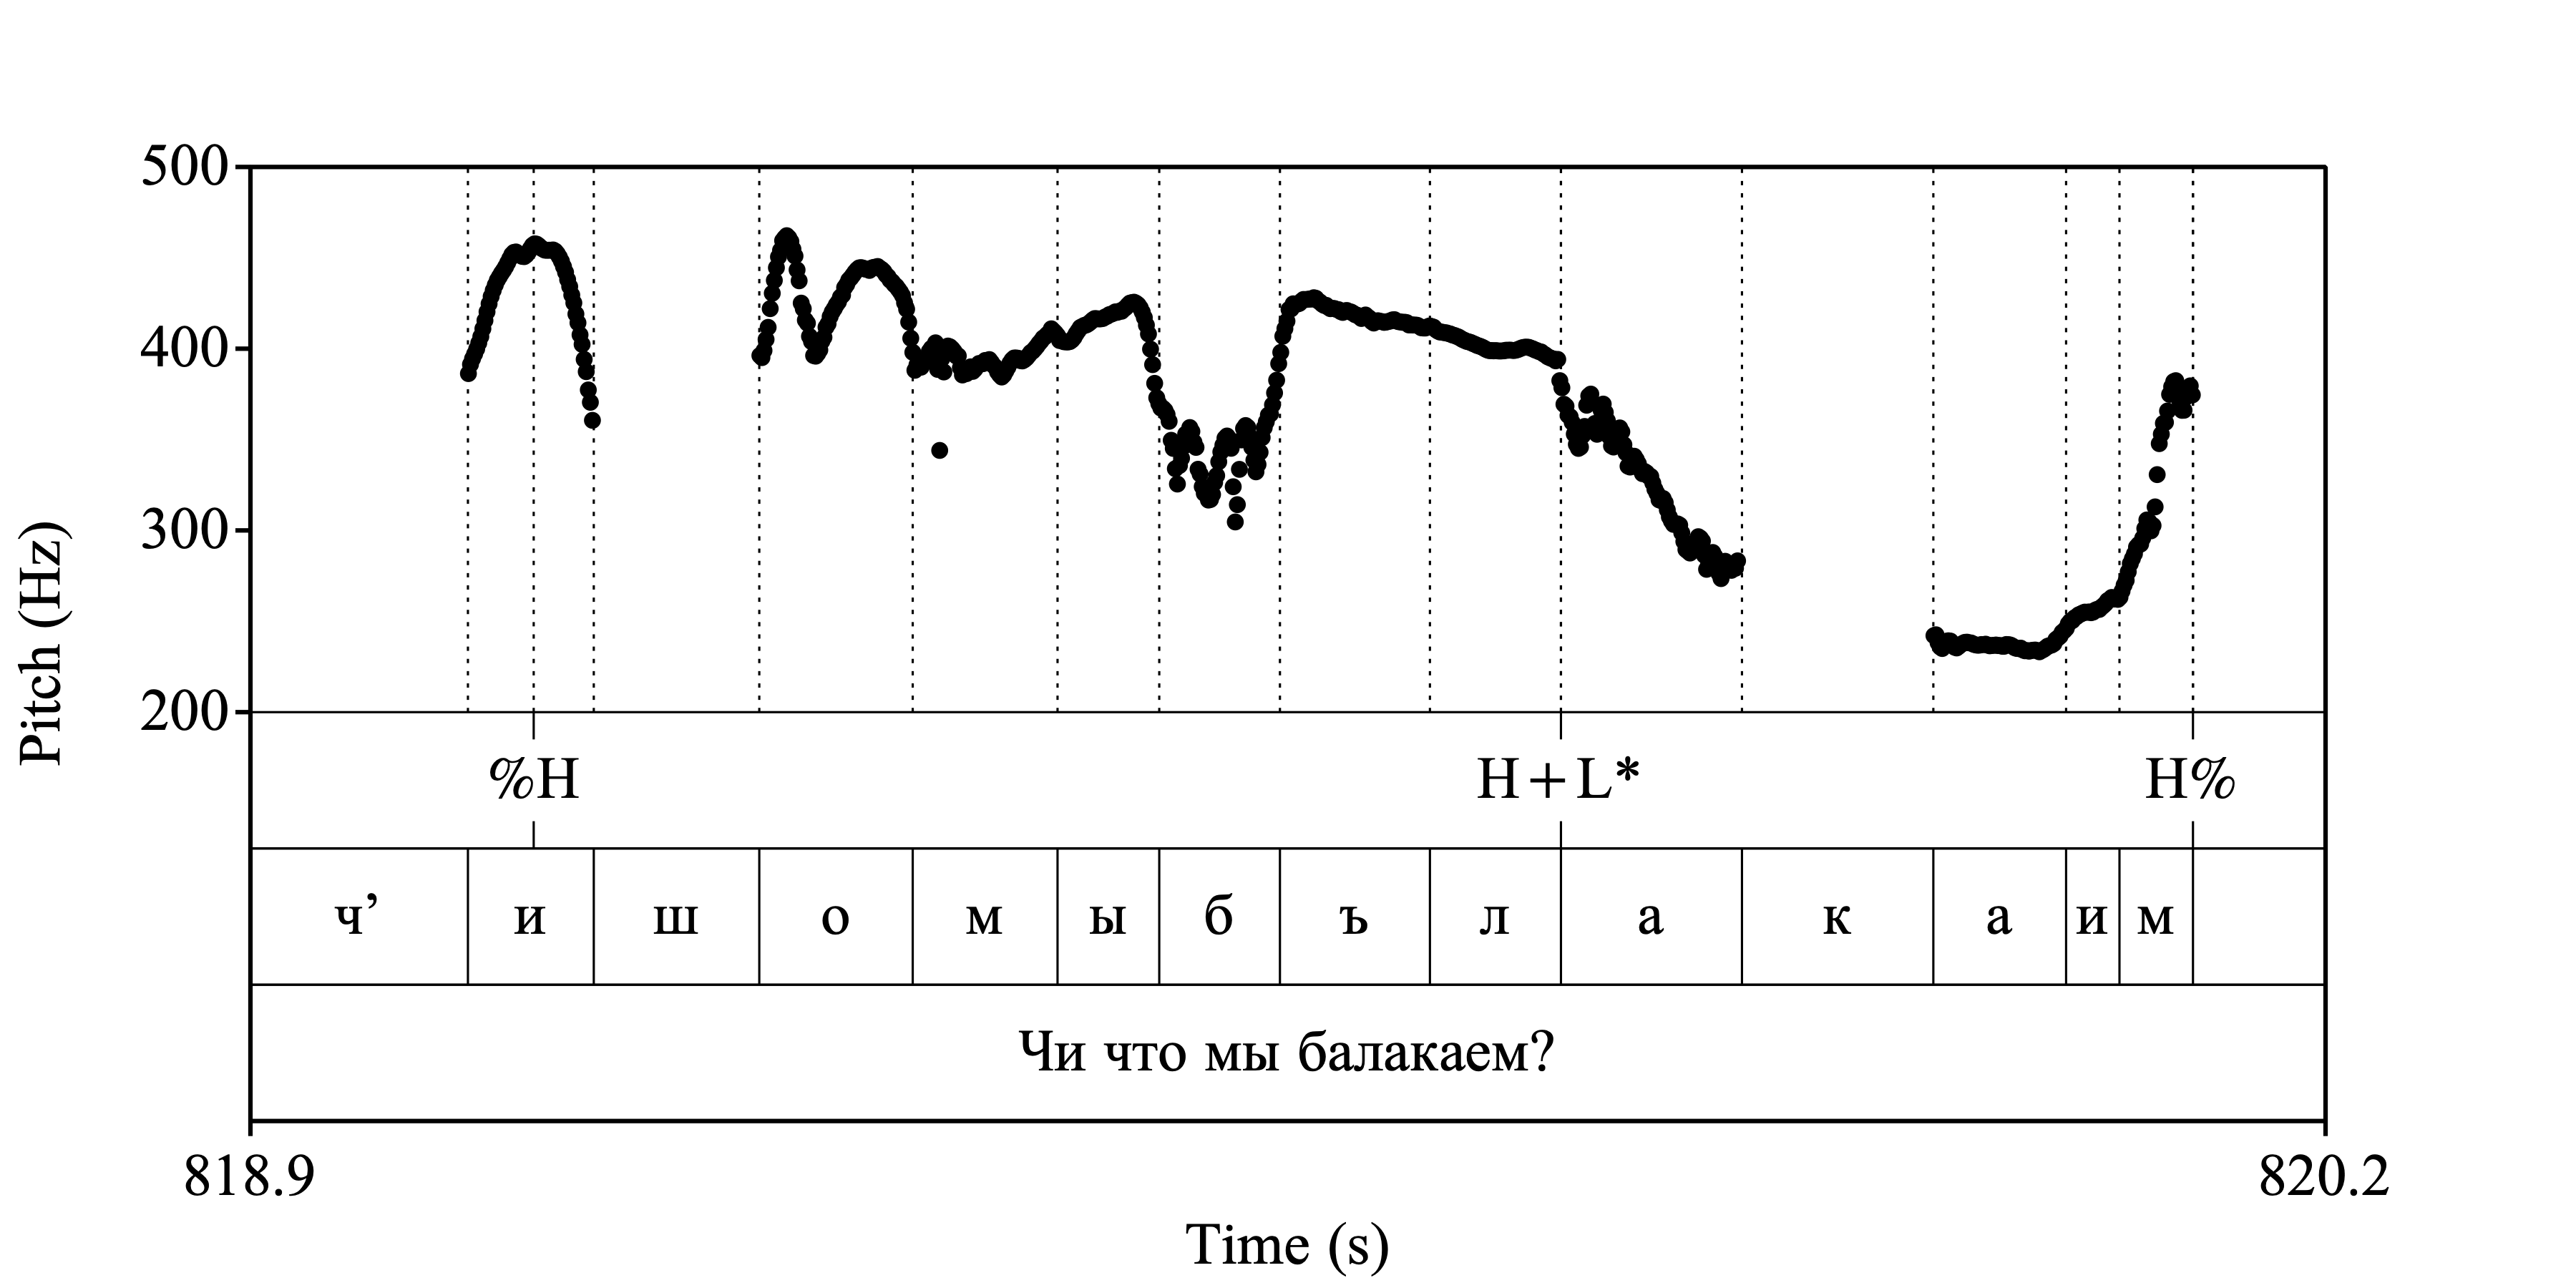 500
400
300
200
Pitch (Hz)
%H H+L* H%
ч’ и ш о м ы б ъ л а к а и м
Чи что мы балакаем?
818.9 820.2
Time (s)